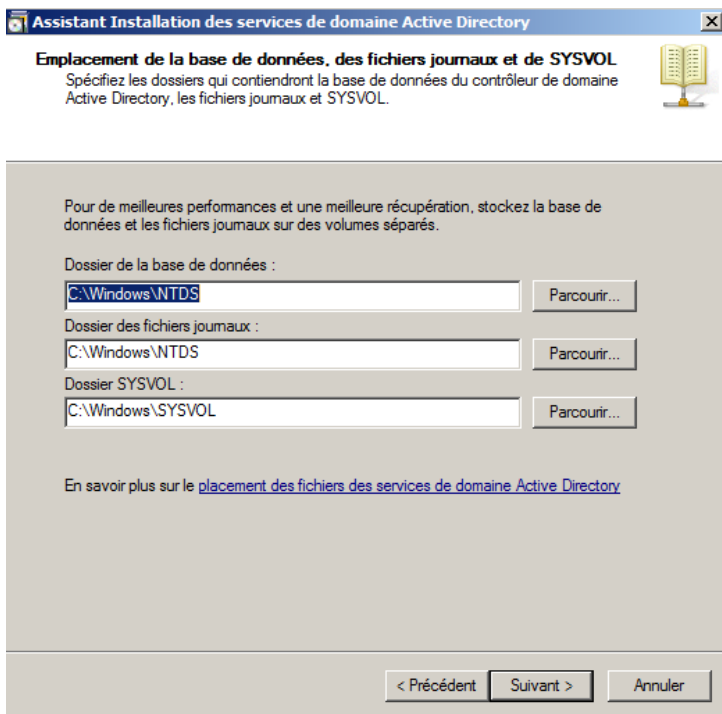 Assistant Installation des services de domaine Active Directory
Emplacement de la base de données, des fichiers journaux et de SYSVOL
Spécifiez les dossiers qui contiendront la base de données du contrôleur de domaine
Active Directory, les fichiers journaux et SYSVOL.
Pour de meilleures performances et une meilleure récupération, stockez la base de
données et les fichiers journaux sur des volumes séparés.
Dossier de la base de données :
C:\Windows\NTDS
Parcourir...
Dossier des fichiers journaux :
C:\Windows\NTDS
Parcourir...
Dossier SYSVOL :
C:\Windows\SYSVOL
Parcourir...
En savoir plus sur le placement des fichiers des services de domaine Active Directory
< Précédent Suivant > Annuler